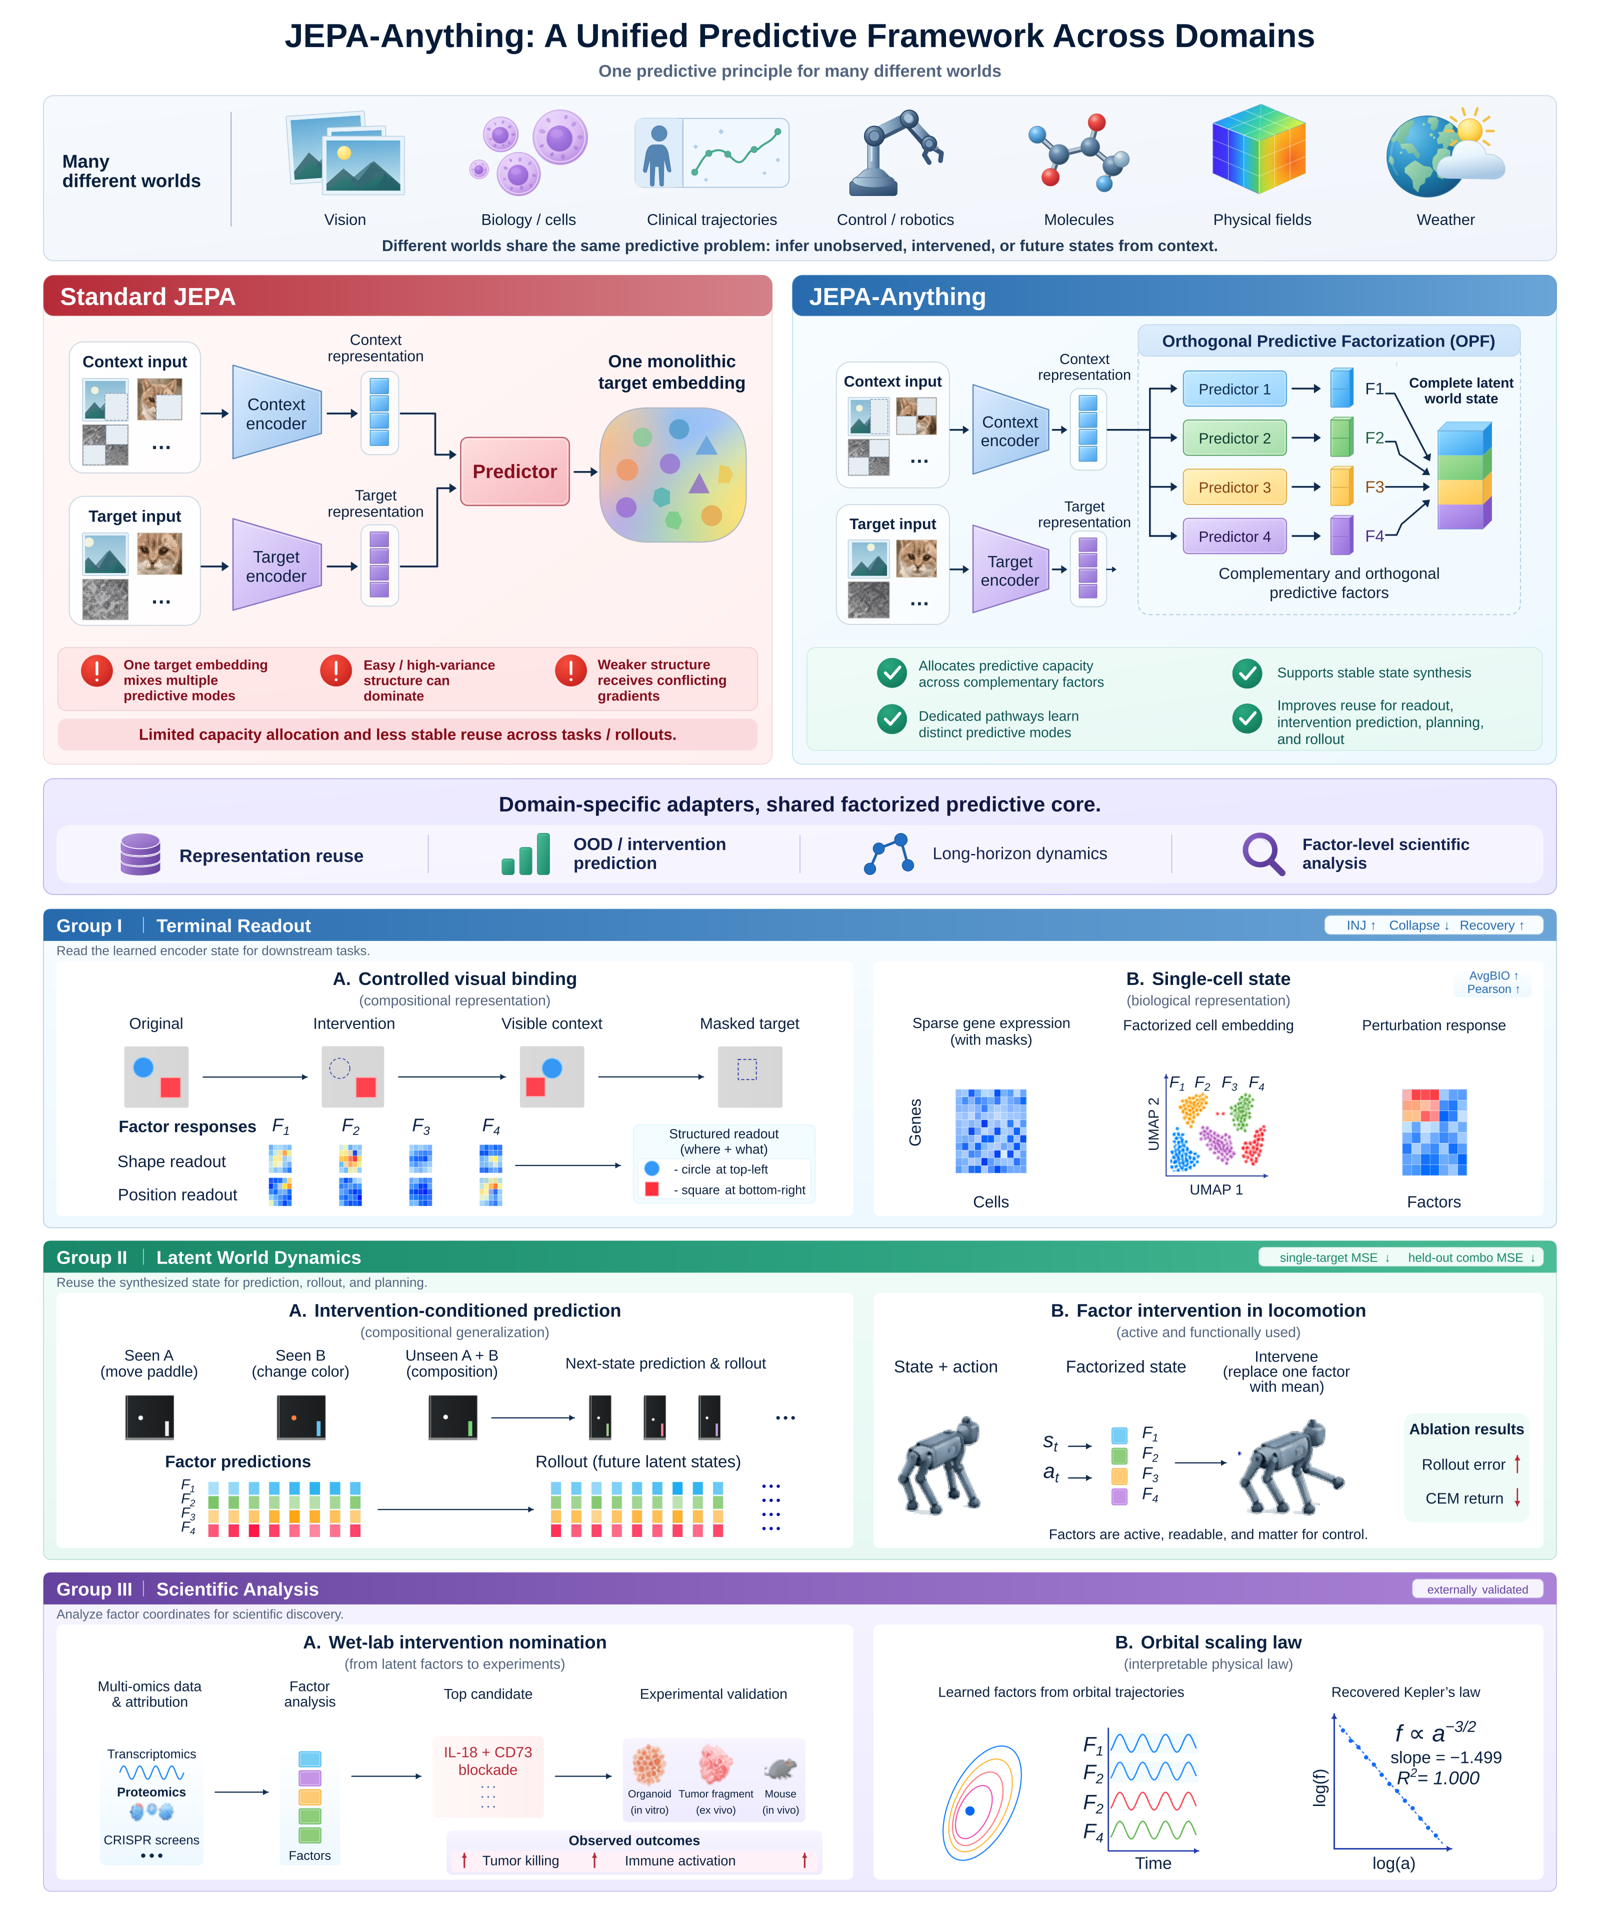 JEPA-Anything: A Unified Predictive Framework Across Domains
One predictive principle for many different worlds
Many
different worlds
Vision
Biology / cells
Clinical trajectories
Control / robotics
Molecules
Physical fields
Weather
Different worlds share the same predictive problem: infer unobserved, intervened, or future states from context.
Standard JEPA
Context input
...
Context
encoder
Context
representation
Target input
...
Target
encoder
Target
representation
Predictor
One monolithic
target embedding
One target embedding
mixes multiple
predictive modes
Easy / high-variance
structure can
dominate
Weaker structure
receives conflicting
gradients
Limited capacity allocation and less stable reuse across tasks / rollouts.
JEPA-Anything
Context input
...
Context
encoder
Context
representation
Target input
...
Target
encoder
Target
representation
Orthogonal Predictive Factorization (OPF)
Predictor 1
F1
Predictor 2
F2
Predictor 3
F3
Predictor 4
F4
Complete latent
world state
Complementary and orthogonal
predictive factors
Allocates predictive capacity
across complementary factors
Supports stable state synthesis
Dedicated pathways learn
distinct predictive modes
Improves reuse for readout,
intervention prediction, planning,
and rollout
Domain-specific adapters, shared factorized predictive core.
Representation reuse
OOD / intervention
prediction
Long-horizon dynamics
Factor-level scientific
analysis
Group I | Terminal Readout
INJ ↑ Collapse ↓ Recovery ↑
Read the learned encoder state for downstream tasks.
A. Controlled visual binding
(compositional representation)
Original
Intervention
Visible context
Masked target
Factor responses F1 F2 F3 F4
Shape readout
Position readout
Structured readout
(where + what)
- circle at top-left
- square at bottom-right
B. Single-cell state
(biological representation)
AvgBIO ↑
Pearson ↑
Sparse gene expression
(with masks)
Genes
Cells
Factorized cell embedding
F1 F2 F3 F4
UMAP 2
UMAP 1
Perturbation response
Factors
Group II | Latent World Dynamics
single-target MSE ↓ held-out combo MSE ↓
Reuse the synthesized state for prediction, rollout, and planning.
A. Intervention-conditioned prediction
(compositional generalization)
Seen A
(move paddle)
Seen B
(change color)
Unseen A + B
(composition)
Next-state prediction & rollout
...
Factor predictions
F1
F2
F3
F4
Rollout (future latent states)
...
...
...
...
B. Factor intervention in locomotion
(active and functionally used)
State + action
Factorized state
Intervene
(replace one factor
with mean)
st
at
F1
F2
F3
F4
Ablation results
Rollout error ↑
CEM return ↓
Factors are active, readable, and matter for control.
Group III | Scientific Analysis
externally validated
Analyze factor coordinates for scientific discovery.
A. Wet-lab intervention nomination
(from latent factors to experiments)
Multi-omics data
& attribution
Transcriptomics
Proteomics
CRISPR screens
...
Factor
analysis
Factors
Top candidate
IL-18 + CD73
blockade
...
...
...
Experimental validation
Organoid
(in vitro)
Tumor fragment
(ex vivo)
Mouse
(in vivo)
Observed outcomes
↑ Tumor killing ↑ Immune activation ↑
B. Orbital scaling law
(interpretable physical law)
Learned factors from orbital trajectories
F1
F2
F2
F4
Time
Recovered Kepler's law
f ∝ a−3/2
slope = −1.499
R2= 1.000
log(f)
log(a)